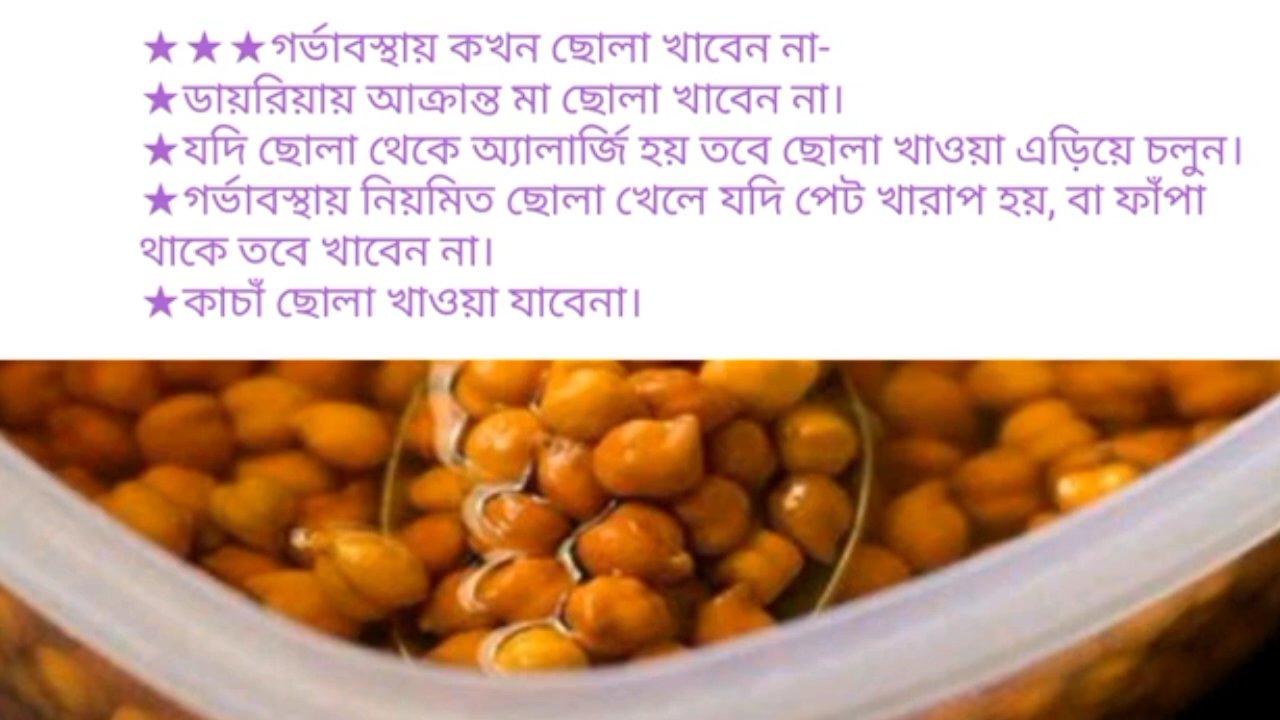 ★★★গর্ভাবস্থায় কখন ছোলা খাবেন না-
★ডায়রিয়ায় আক্রান্ত মা ছোলা খাবেন না।
★যদি ছোলা থেকে অ্যালার্জি হয় তবে ছোলা খাওয়া এড়িয়ে চলুন।
★গর্ভাবস্থায় নিয়মিত ছোলা খেলে যদি পেট খারাপ হয়, বা ফাঁপা
থাকে তবে খাবেন না।
★কাচাঁ ছোলা খাওয়া যাবেনা।